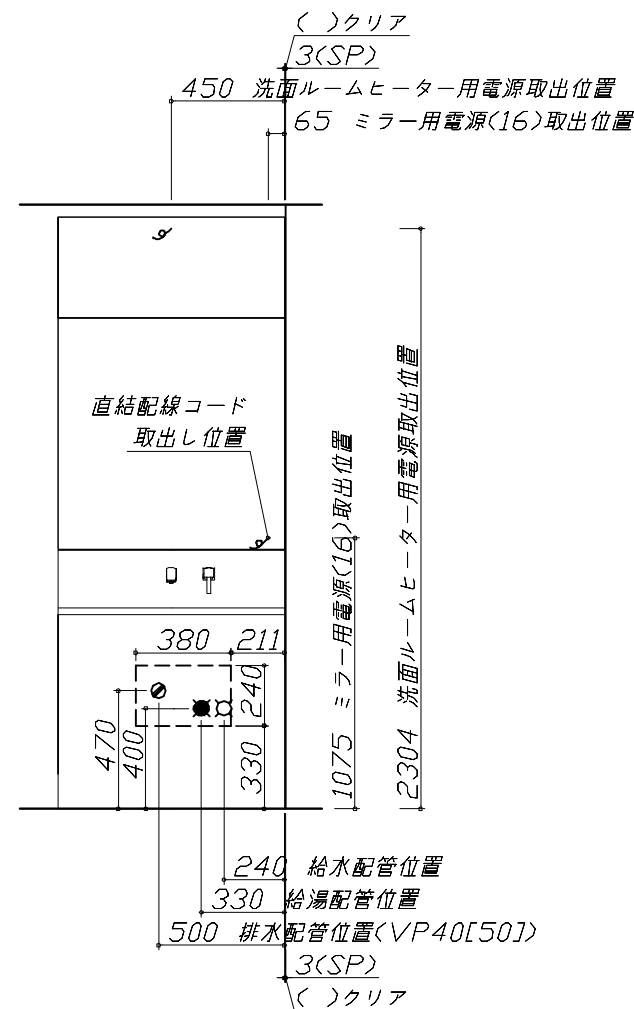 ( )クリア
3(SP)
450 洗面ルームヒーター用電源取出位置
65 ミラー用電源(16)取出位置
直結配線コード
取出し位置
1075 ミラー用電源(16)取出位置
2304 洗面ルームヒーター用電源取出位置
380
211
240
330
470
400
240 給水配管位置
330 給湯配管位置
500 排水配管位置(VP40[50])
3(SP)
( )クリア